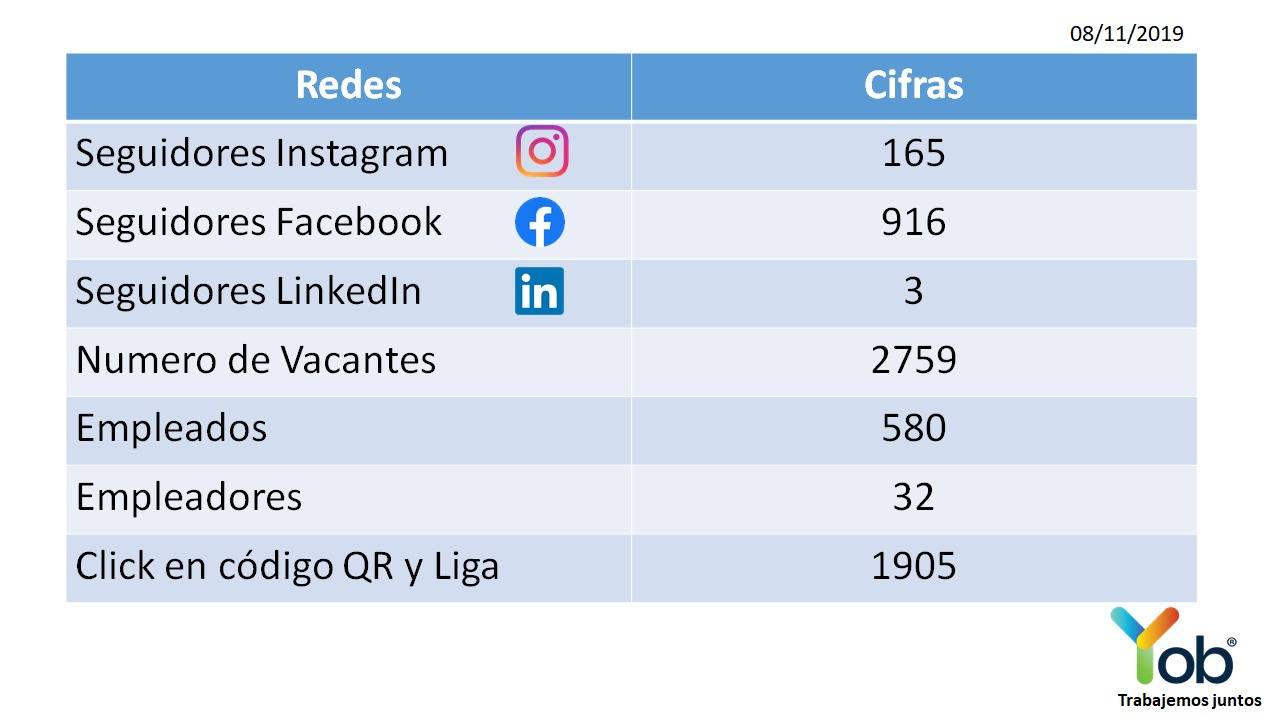 08/11/2019
Redes Cifras
Seguidores Instagram 165
Seguidores Facebook 916
Seguidores LinkedIn 3
Numero de Vacantes 2759
Empleados 580
Empleadores 32
Click en código QR y Liga 1905
Yob®
Trabajemos juntos